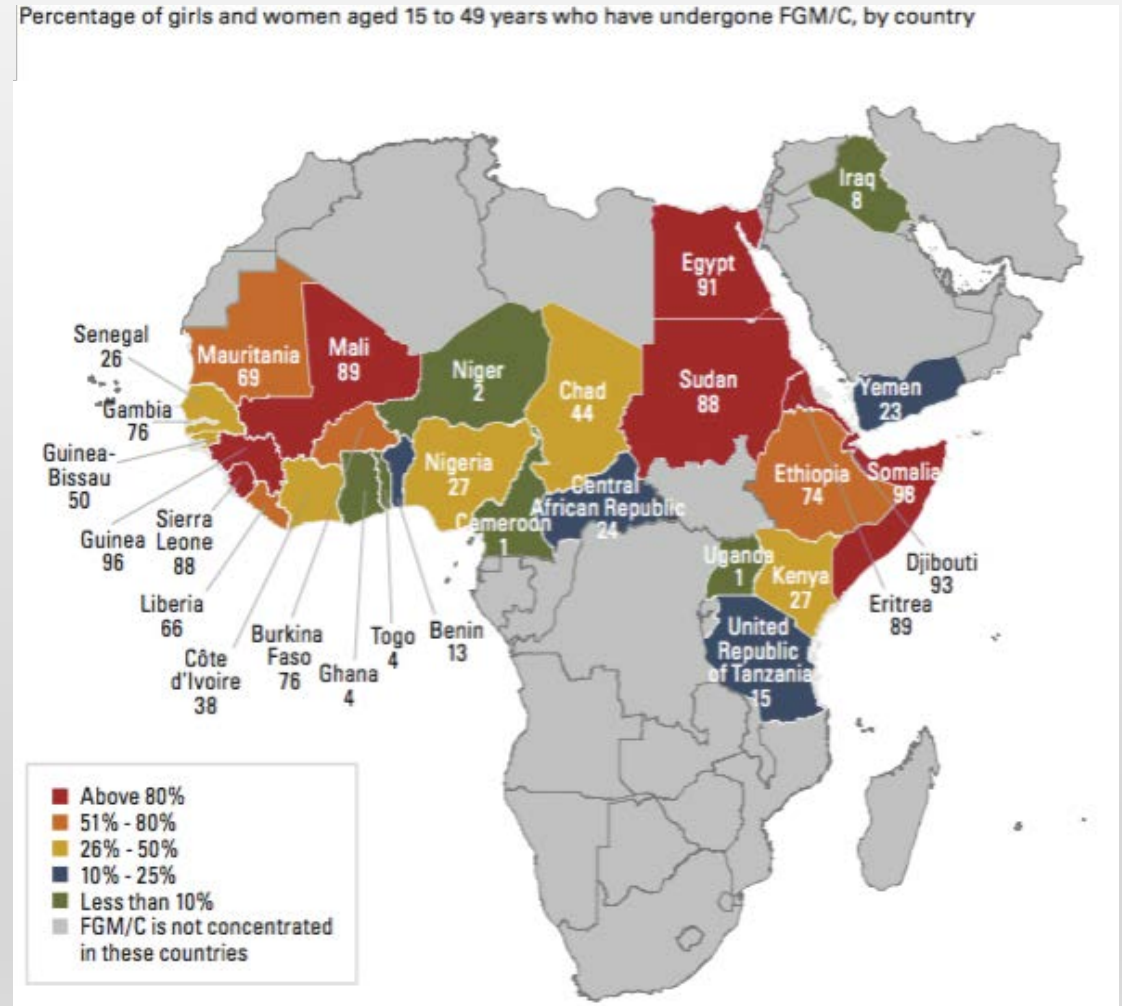 Percentage of girls and women aged 15 to 49 years who have undergone FGM/C, by country
Iraq
8
Egypt
91
Senegal
26
Mauritania
69
Mali
89
Niger
2
Chad
44
Sudan
88
Yemen
23
Gambia
76
Guinea-
Bissau
50
Guinea
96
Sierra
Leone
88
Liberia
66
Côte
d'Ivoire
38
Burkina
Faso
76
Ghana
4
Togo
4
Benin
13
Nigeria
27
Cemeroon
1
Central
African Republic
24
Ethiopia
74
Somalia
98
Djibouti
93
Eritrea
89
Uganda
1
Kenya
27
United
Republic
of Tanzania
15
Above 80%
51% - 80%
26% - 50%
10% - 25%
Less than 10%
FGM/C is not concentrated
in these countries